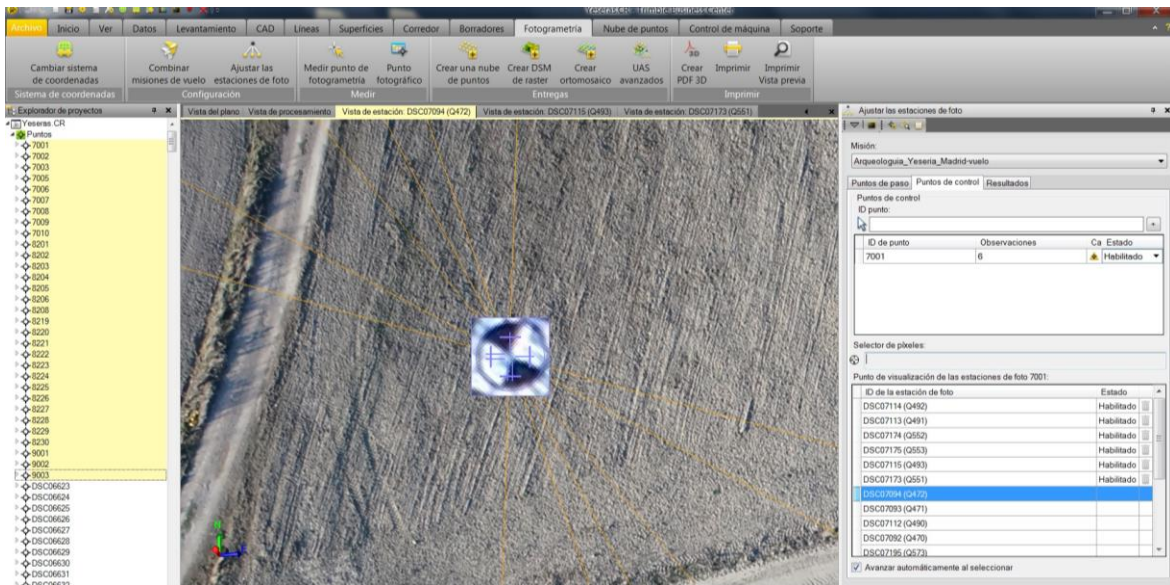 Yeseras.CR - Trimble Business Center
Archivo Inicio Ver Datos Levantamiento CAD Líneas Superficies Corredor Borradores Fotogrametría Nube de puntos Control de máquina Soporte
Cambiar sistema de coordenadas
Combinar misiones de vuelo
Ajustar las estaciones de foto
Medir punto de fotogrametría
Punto fotográfico
Crear una nube de puntos
Crear DSM de raster
Crear ortomosaico
UAS avanzados
Crear PDF 3D
Imprimir
Imprimir Vista previa
Sistema de coordenadas Configuración Medir Entregas Imprimir
Explorador de proyectos
Vista del plano Vista de procesamiento Vista de estación: DSC07094 (Q472) Vista de estación: DSC07115 (Q493) Vista de estación: DSC07173 (Q551)
Yeseras.CR
Puntos
7001
7002
7003
7005
7006
7007
7008
7009
7010
8201
8202
8203
8204
8205
8206
8208
8219
8220
8221
8222
8223
8224
8225
8226
8227
8228
8229
8230
9001
9002
9003
DSC06623
DSC06624
DSC06625
DSC06626
DSC06627
DSC06628
DSC06629
DSC06630
DSC06631
DSC06632
Ajustar las estaciones de foto
Misión:
Arqueologuia_Yeseria_Madrid-vuelo
Puntos de paso Puntos de control Resultados
Puntos de control
ID punto:
ID de punto Observaciones Ca Estado
7001 6 Habilitado
Selector de píxeles:
Punto de visualización de las estaciones de foto 7001:
ID de la estación de foto Estado
DSC07114 (Q492) Habilitado
DSC07113 (Q491) Habilitado
DSC07174 (Q552) Habilitado
DSC07175 (Q553) Habilitado
DSC07115 (Q493) Habilitado
DSC07173 (Q551) Habilitado
DSC07094 (Q472)
DSC07093 (Q471)
DSC07112 (Q490)
DSC07092 (Q470)
DSC07195 (Q573)
Avanzar automáticamente al seleccionar